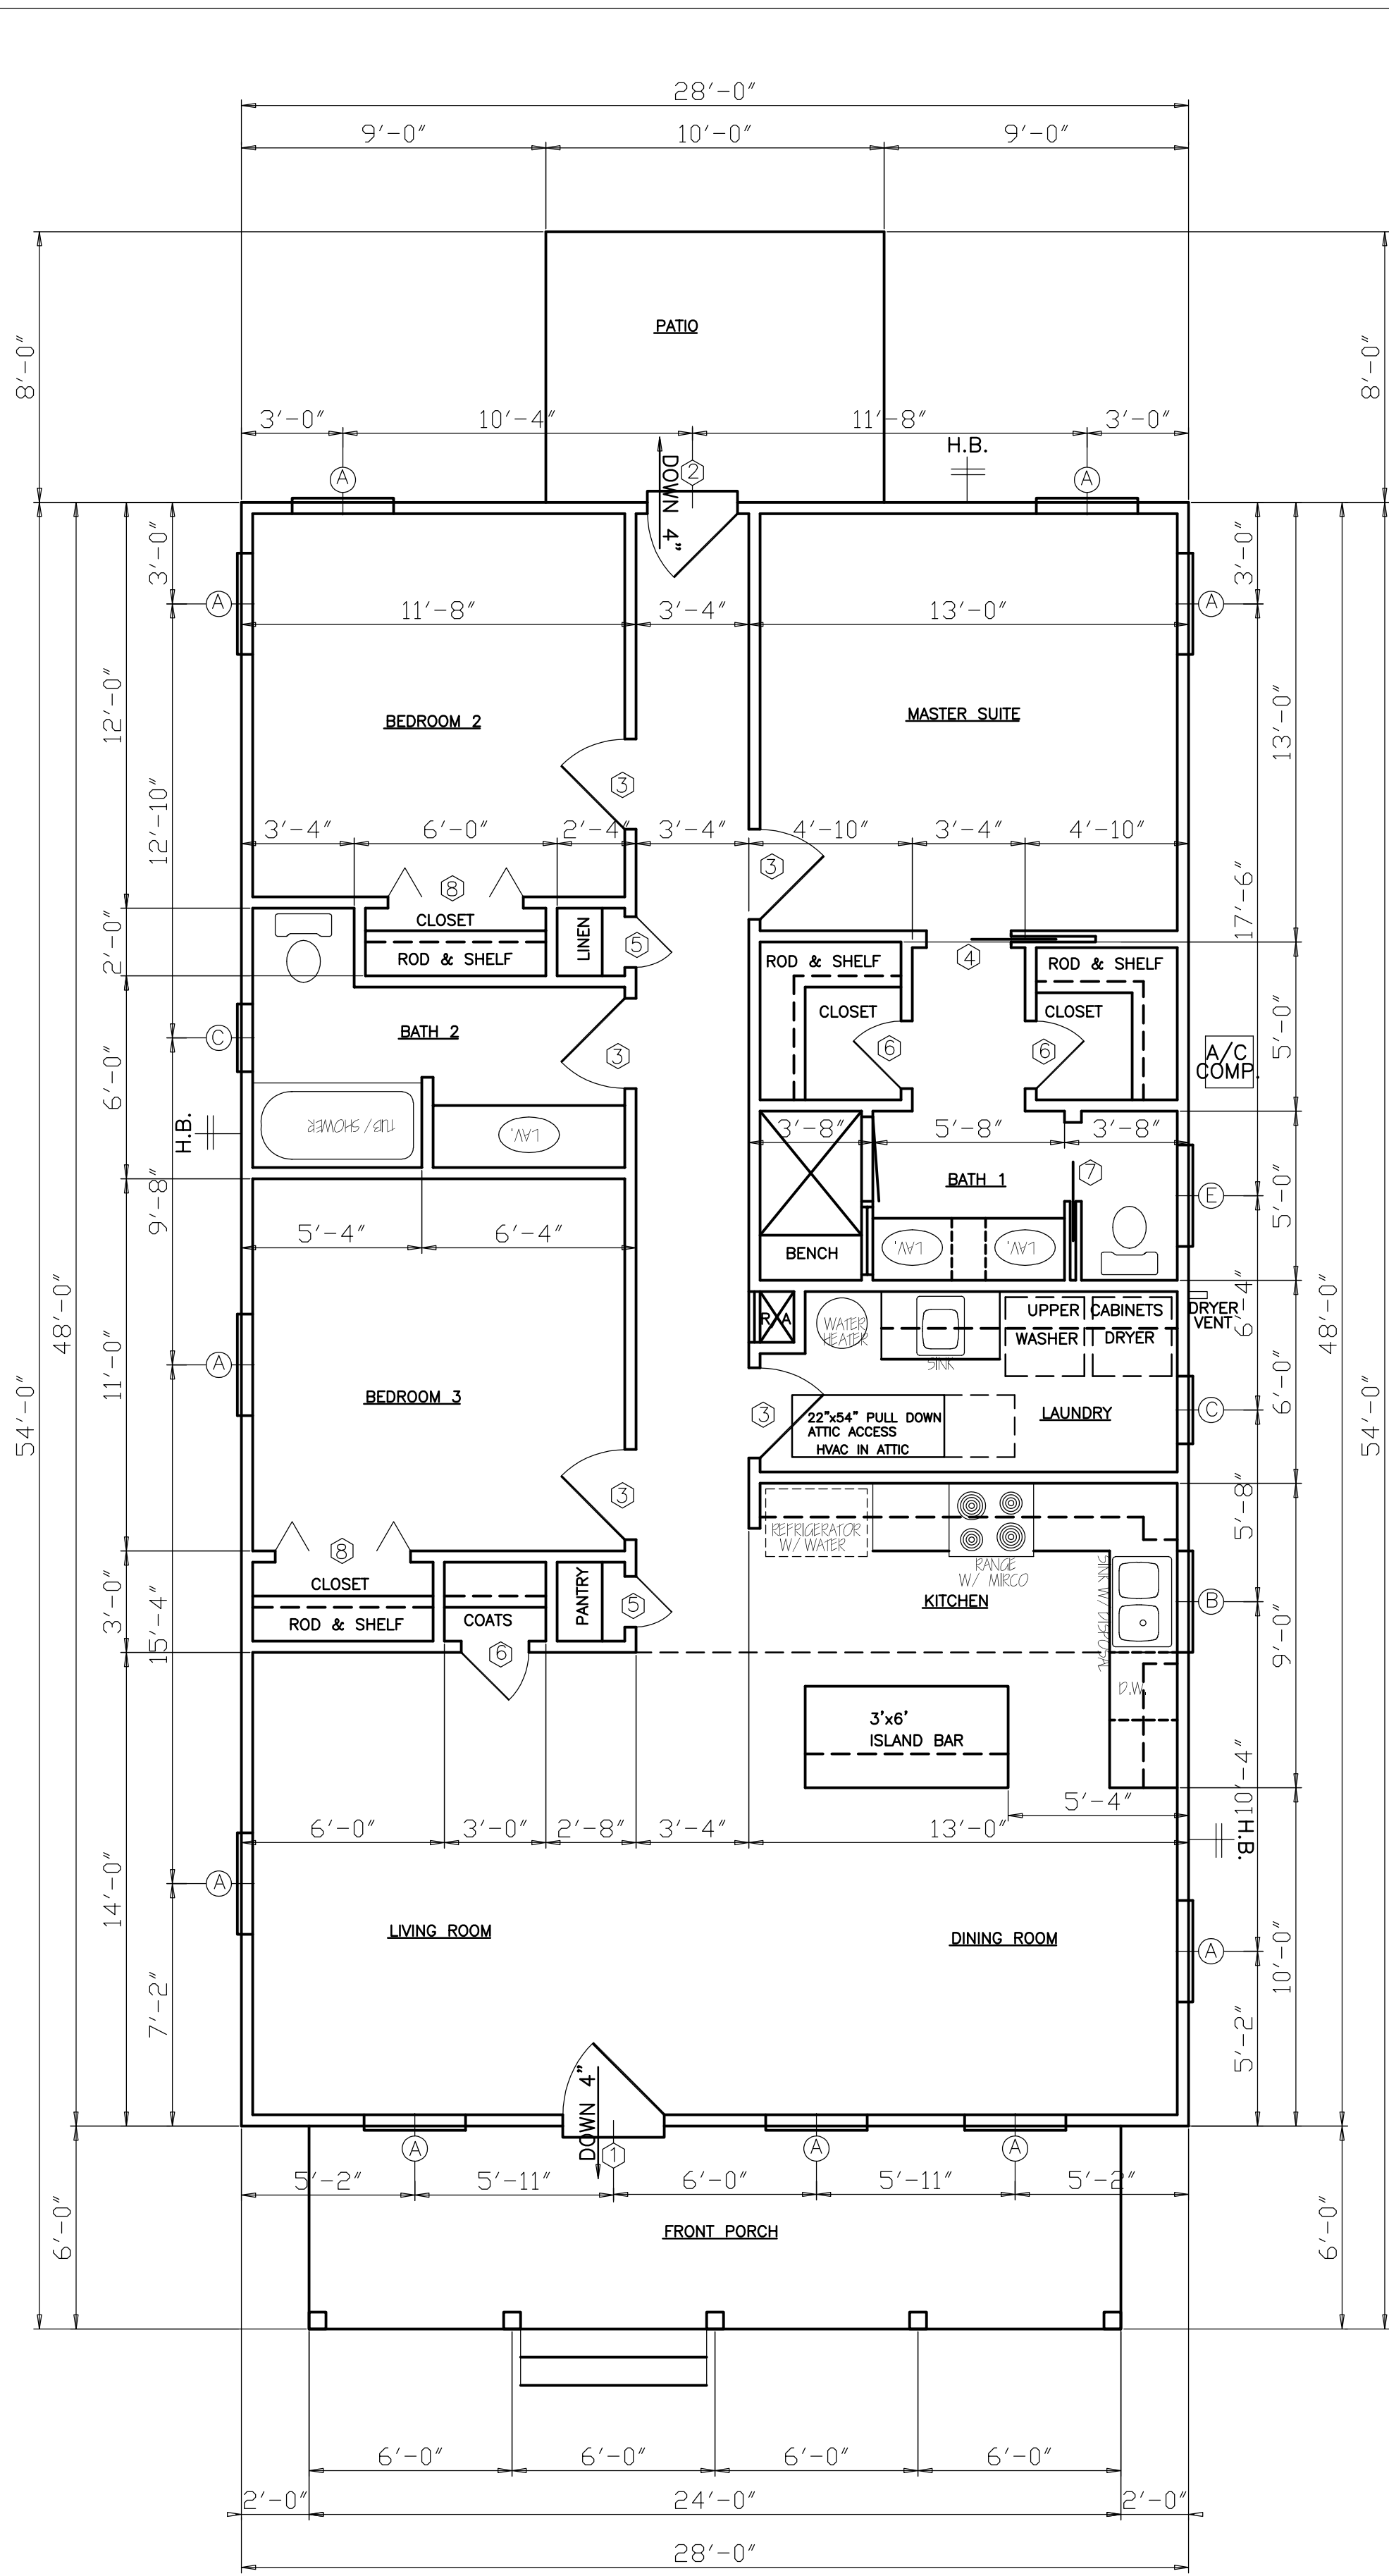 28'-0"
9'-0" 10'-0" 9'-0"
PATIO
8'-0" 8'-0"
3'-0" 10'-4" 11'-8" 3'-0"
H.B.
A 2 A
DOWN 4"
3'-0" 3'-0"
A A
11'-8" 3'-4" 13'-0"
12'-0" 13'-0"
BEDROOM 2 MASTER SUITE
3
12'-10"
3'-4" 6'-0" 2'-4" 3'-4" 4'-10" 3'-4" 4'-10"
3
8
17'-6"
CLOSET
LINEN
5
ROD & SHELF
2'-0"
4
ROD & SHELF ROD & SHELF
CLOSET CLOSET
5'-0"
C
BATH 2
3
6 6
A/C
COMP.
6'-0"
H.B.
TUB/SHOWER
LAV.
3'-8" 5'-8" 3'-8"
BATH 1
7
E
5'-0"
9'-8"
5'-4" 6'-4"
LAV. LAV.
BENCH
48'-0" 48'-0"
54'-0" 54'-0"
6'-4"
R A
WATER
HEATER
SINK
UPPER CABINETS
WASHER DRYER
DRYER
VENT
A
11'-0"
BEDROOM 3
3
22"x54" PULL DOWN
ATTIC ACCESS
HVAC IN ATTIC
LAUNDRY
C
6'-0"
3
5'-8"
REFRIGERATOR
W/ WATER
RANGE
W/ MIRCO
SINK W/ DISPOSAL
8
CLOSET
ROD & SHELF
COATS
PANTRY
5
6
KITCHEN
B
3'-0"
15'-4"
9'-0"
D.W.
3'x6'
ISLAND BAR
5'-4"
10'-4"
H.B.
6'-0" 3'-0" 2'-8" 3'-4" 13'-0"
14'-0"
A
LIVING ROOM DINING ROOM
A
10'-0"
7'-2" 5'-2"
DOWN 4"
A 1 A A
5'-2" 5'-11" 6'-0" 5'-11" 5'-2"
FRONT PORCH
6'-0" 6'-0"
6'-0" 6'-0" 6'-0" 6'-0"
2'-0" 24'-0" 2'-0"
28'-0"